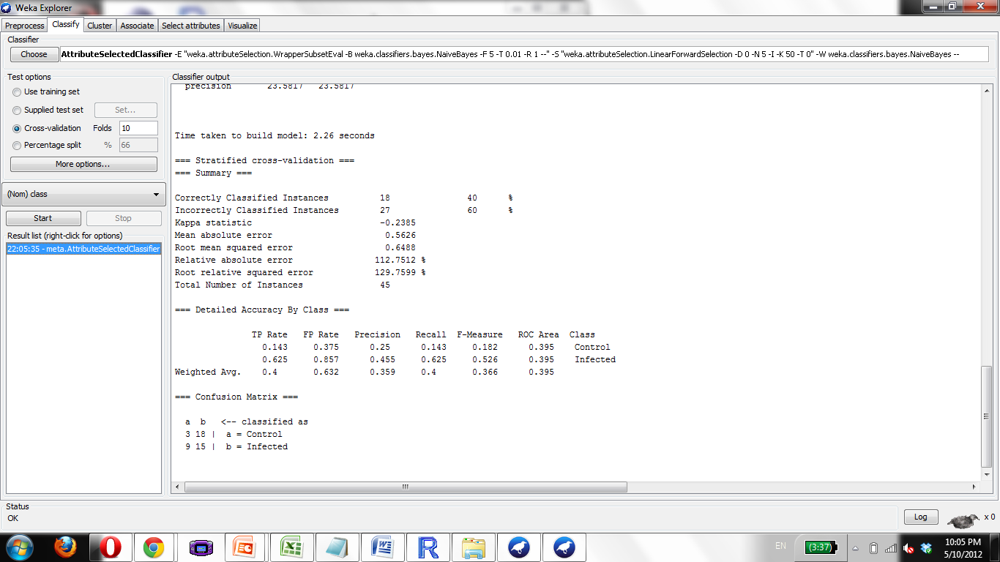 Weka Explorer
Preprocess Classify Cluster Associate Select attributes Visualize
Classifier
Choose AttributeSelectedClassifier -E "weka.attributeSelection.WrapperSubsetEval -B weka.classifiers.bayes.NaiveBayes -F 5 -T 0.01 -R 1 --" -S "weka.attributeSelection.LinearForwardSelection -D 0 -N 5 -I -K 50 -T 0" -W weka.classifiers.bayes.NaiveBayes --
Test options
Use training set
Supplied test set Set...
Cross-validation Folds 10
Percentage split % 66
More options...
(Nom) class
Start Stop
Result list (right-click for options)
22:05:35 - meta.AttributeSelectedClassifier
Classifier output
precision 23.5817 23.5817
Time taken to build model: 2.26 seconds
=== Stratified cross-validation ===
=== Summary ===
Correctly Classified Instances 18 40 %
Incorrectly Classified Instances 27 60 %
Kappa statistic -0.2385
Mean absolute error 0.5626
Root mean squared error 0.6488
Relative absolute error 112.7512 %
Root relative squared error 129.7599 %
Total Number of Instances 45
=== Detailed Accuracy By Class ===
TP Rate FP Rate Precision Recall F-Measure ROC Area Class
0.143 0.375 0.25 0.143 0.182 0.395 Control
0.625 0.857 0.455 0.625 0.526 0.395 Infected
Weighted Avg. 0.4 0.632 0.359 0.4 0.366 0.395
=== Confusion Matrix ===
a b <-- classified as
3 18 | a = Control
9 15 | b = Infected
Status
OK
Log x 0
EN (3:37) 10:05 PM
5/10/2012